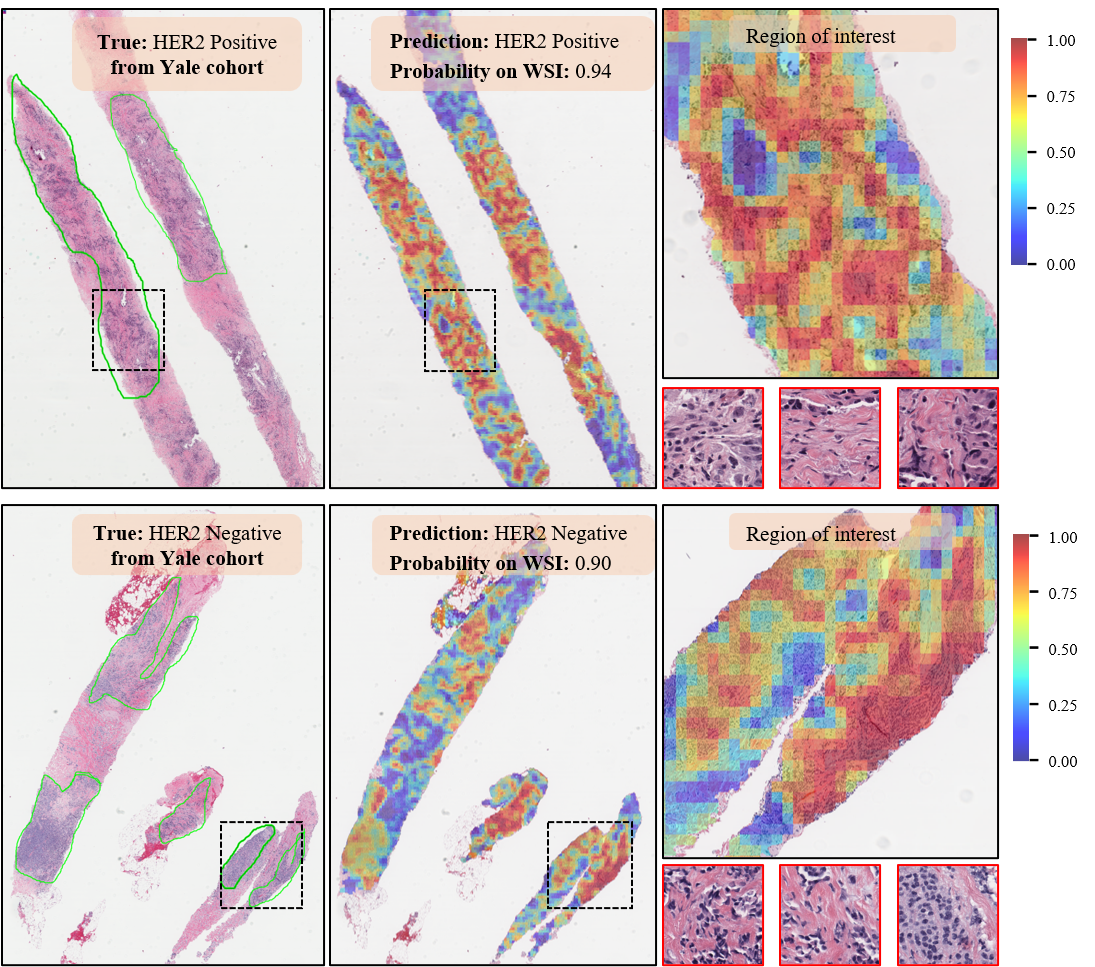 True: HER2 Positive
from Yale cohort
Prediction: HER2 Positive
Probability on WSI: 0.94
Region of interest
1.00
0.75
0.50
0.25
0.00
True: HER2 Negative
from Yale cohort
Prediction: HER2 Negative
Probability on WSI: 0.90
Region of interest
1.00
0.75
0.50
0.25
0.00